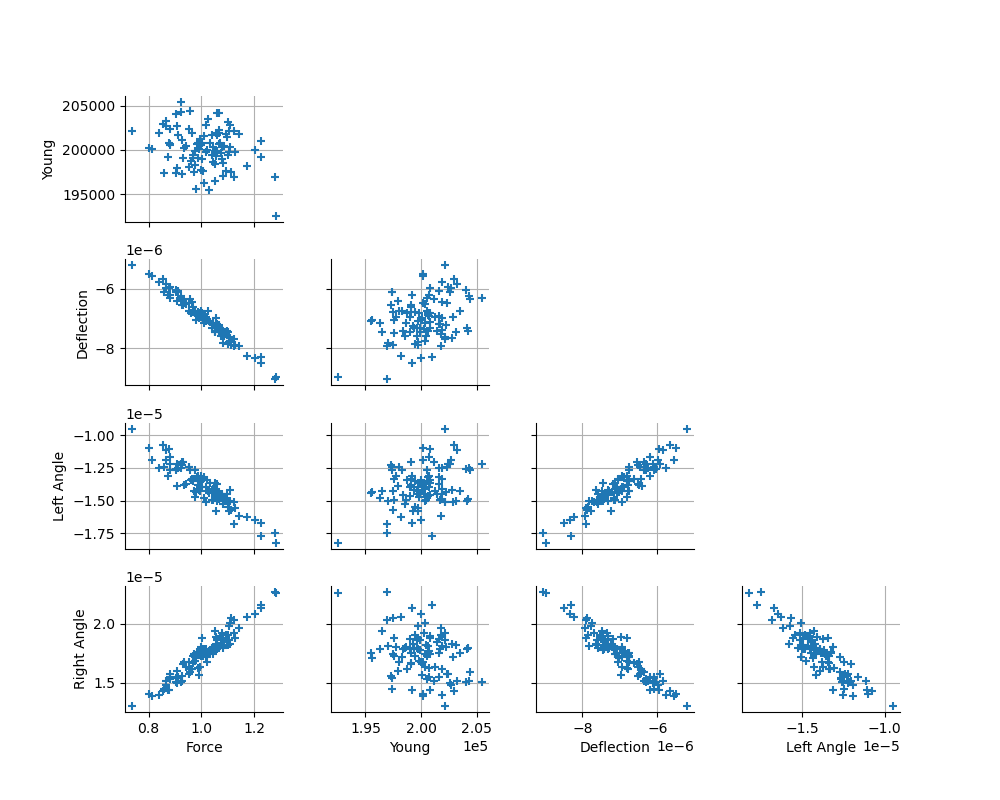 205000
200000
195000
Young
1e−6
−6
−8
Deflection
1e−5
−1.00
−1.25
−1.50
−1.75
Left Angle
1e−5
2.0
1.5
Right Angle
0.8 1.0 1.2
Force
1.95 2.00 2.05
Young 1e5
−8 −6
Deflection 1e−6
−1.5 −1.0
Left Angle 1e−5